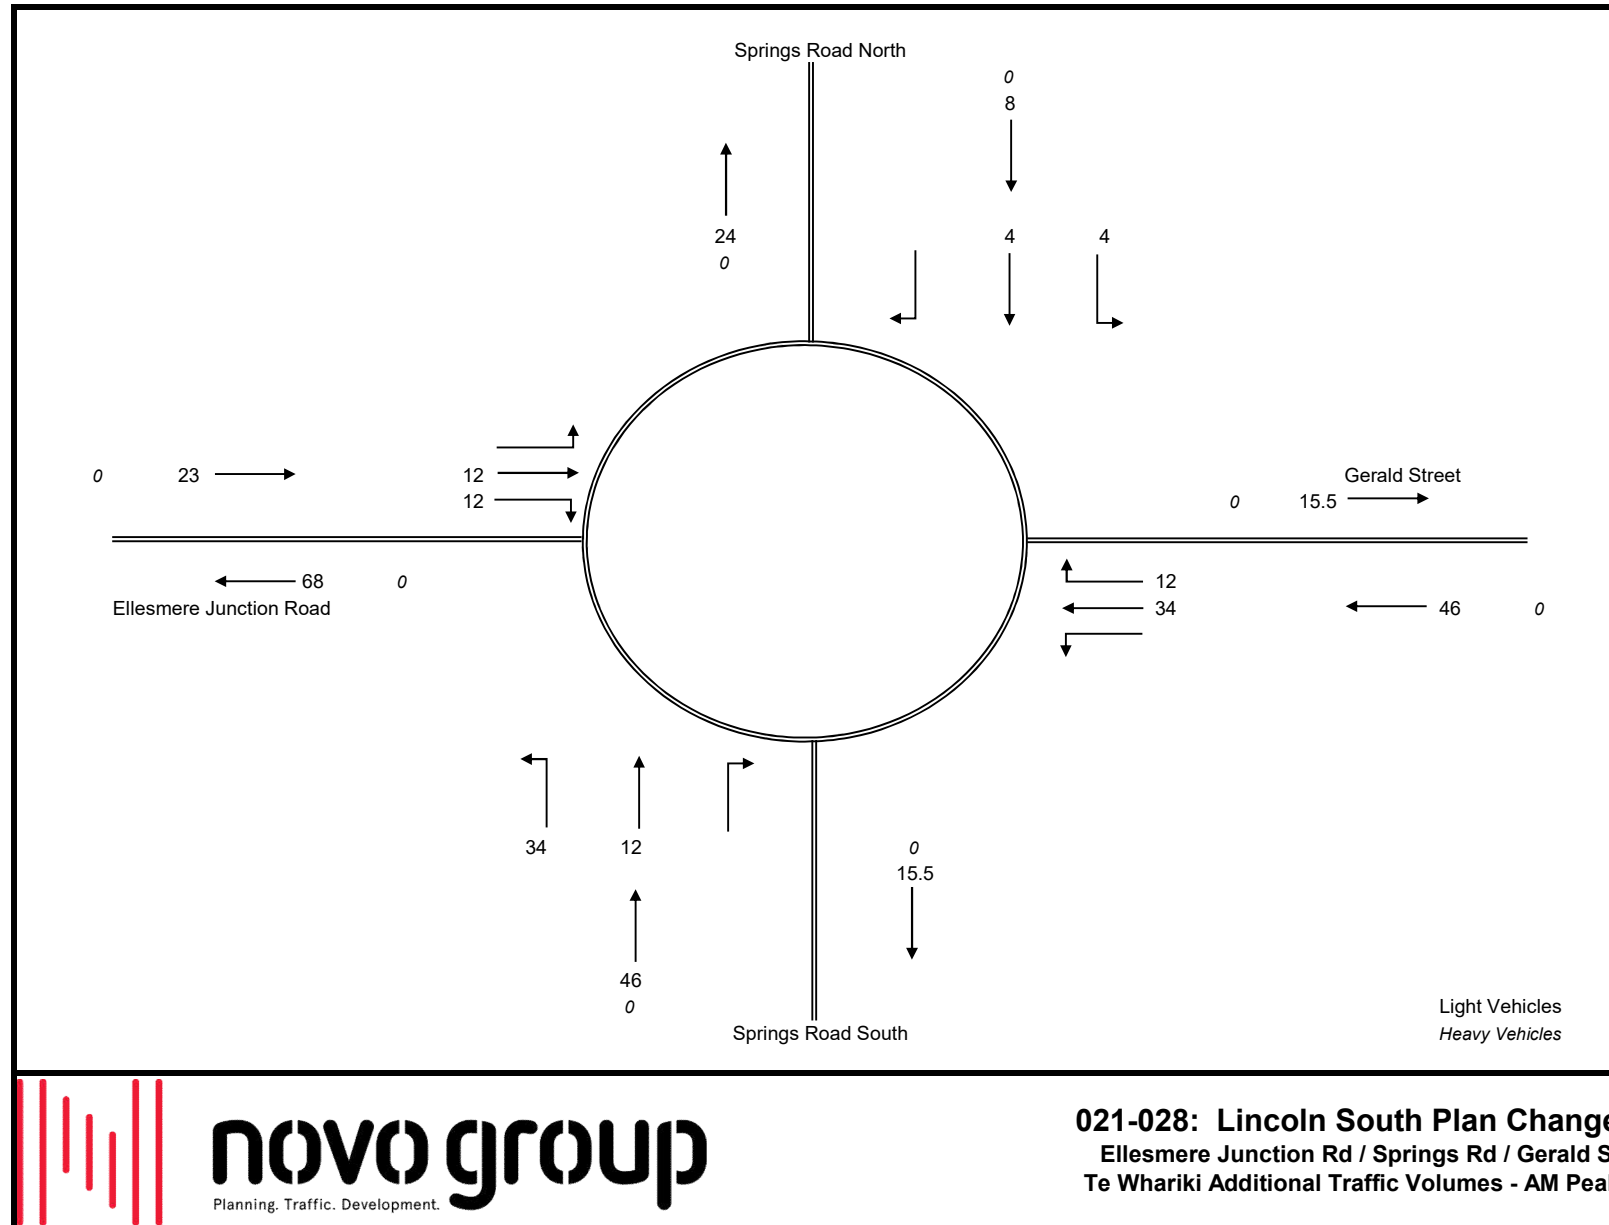 Springs Road North
0
8
24
0
4 4
0 23
12
12
Gerald Street
0 15.5
68 0
Ellesmere Junction Road
12
34
46 0
34 12
0
15.5
46
0
Springs Road South
Light Vehicles
Heavy Vehicles
novo group
Planning. Traffic. Development.
021-028: Lincoln South Plan Change
Ellesmere Junction Rd / Springs Rd / Gerald S
Te Whariki Additional Traffic Volumes - AM Pea